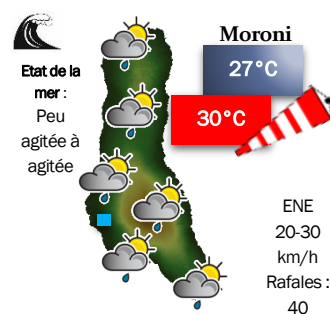 Moroni
27°C
30°C
Etat de la
mer :
Peu
agitée à
agitée
ENE
20-30
km/h
Rafales :
40